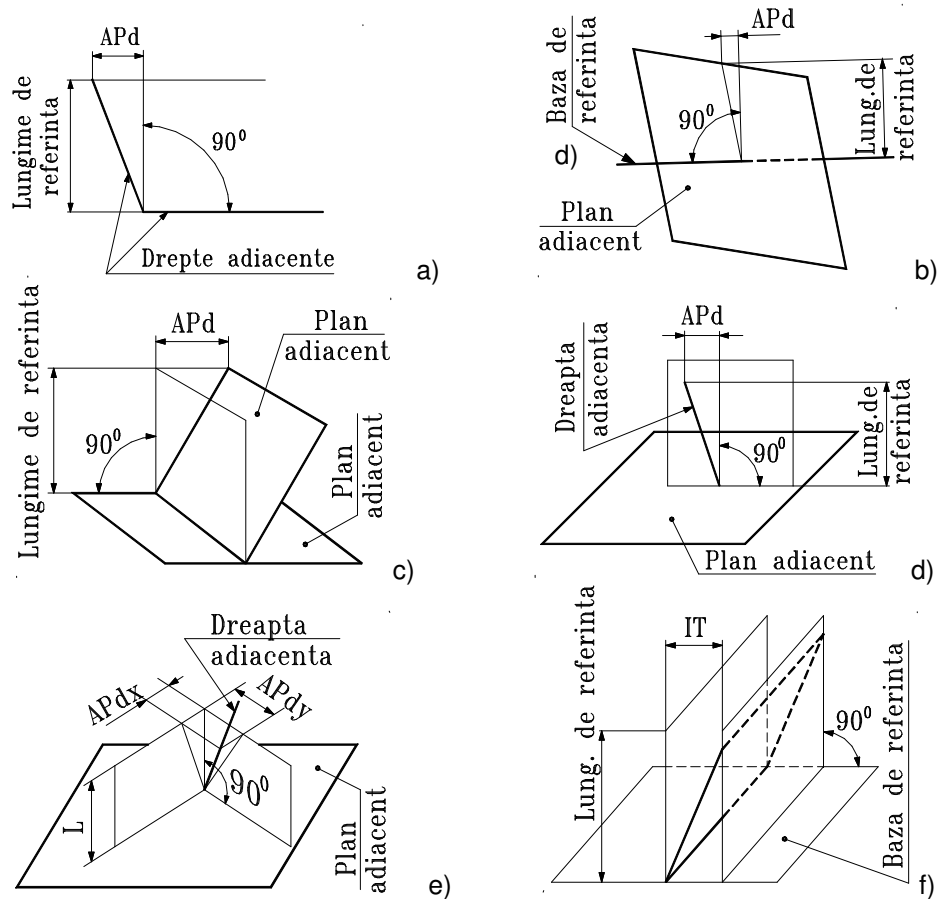 APd
Lungime de
referinta
90⁰
Drepte adiacente
a)
APd
Baza de
referinta
90⁰
Lung.de
referinta
d)
Plan
adiacent
b)
APd
Plan
adiacent
Lungime de referinta
90⁰
Plan
adiacent
c)
APd
Dreapta
adiacenta
90⁰
Lung.de
referinta
Plan adiacent
d)
Dreapta
adiacenta
APdx
APdy
90⁰
L
Plan
adiacent
e)
IT
Lung. de referinta
90⁰
Baza de referinta
f)